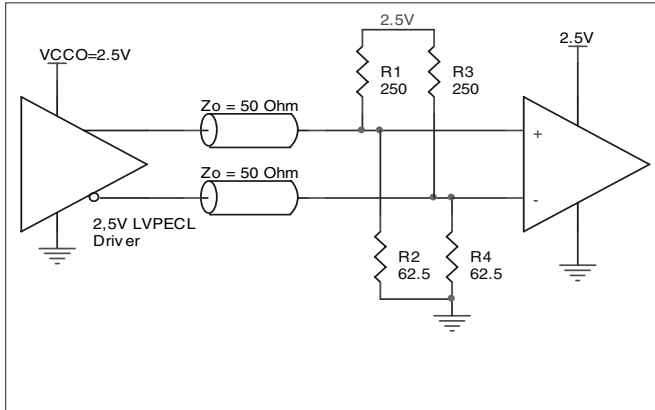 2.5V
VCCO=2.5V
2.5V
R1
250
R3
250
Zo = 50 Ohm
+
Zo = 50 Ohm
-
2,5V LVPECL
Driver
R2
62.5
R4
62.5